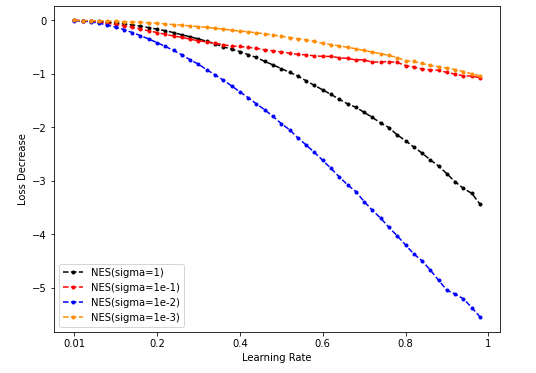 0
−1
−2
−3
−4
−5
Loss Decrease
NES(sigma=1)
NES(sigma=1e-1)
NES(sigma=1e-2)
NES(sigma=1e-3)
0.01 0.2 0.4 0.6 0.8 1
Learning Rate